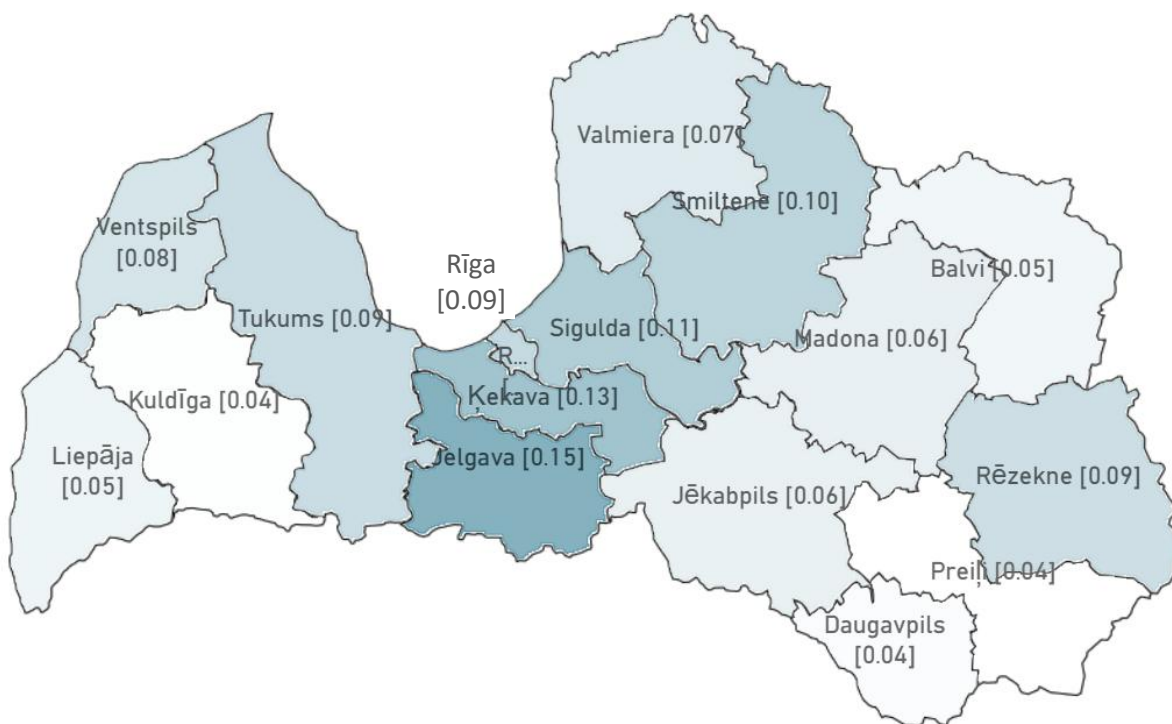 Valmiera [0.07]
Smiltene [0.10]
Ventspils
[0.08]
Rīga
[0.09]
Balvi [0.05]
Tukums [0.09]
Sigulda [0.11]
Madona [0.06]
R...
[
Kuldīga [0.04]
Ķekava [0.13]
Liepāja
[0.05]
Jelgava [0.15]
Jēkabpils [0.06]
Rēzekne [0.09]
Preiļi [0.04]
Daugavpils
[0.04]